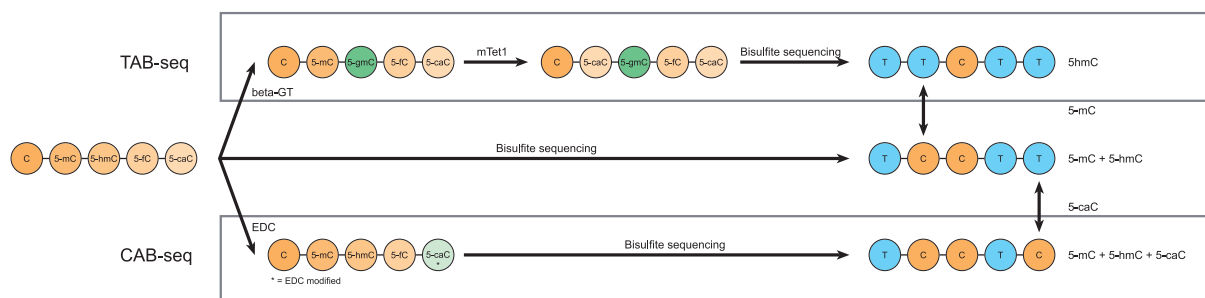 TAB-seq
C 5-mC 5-gmC 5-fC 5-caC
mTet1
C 5-caC 5-gmC 5-fC 5-caC
Bisulfite sequencing
T T C T T
5hmC
beta-GT
5-mC
C 5-mC 5-hmC 5-fC 5-caC
Bisulfite sequencing
T C C T T
5-mC + 5-hmC
5-caC
EDC
CAB-seq
C 5-mC 5-hmC 5-fC 5-caC
*
Bisulfite sequencing
T C C T C
5-mC + 5-hmC + 5-caC
* = EDC modified